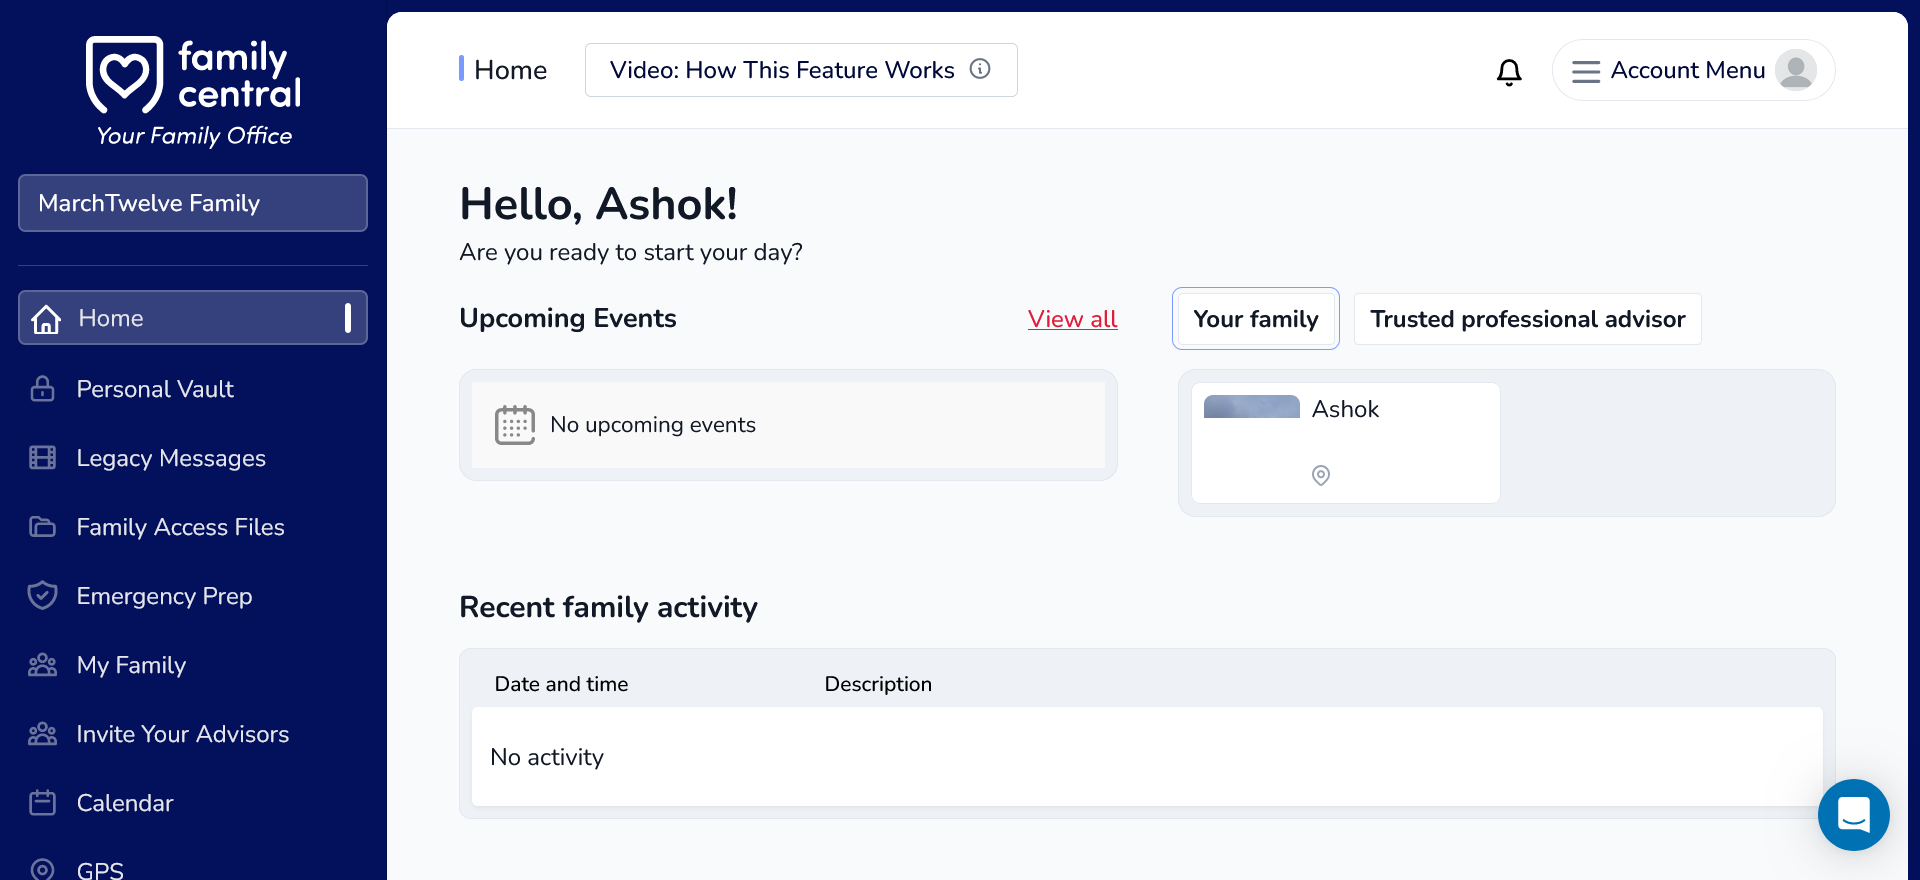 family
central
Your Family Office
MarchTwelve Family
Home
Personal Vault
Legacy Messages
Family Access Files
Emergency Prep
My Family
Invite Your Advisors
Calendar
GPS
Home
Video: How This Feature Works
Account Menu
Hello, Ashok!
Are you ready to start your day?
Upcoming Events
View all
No upcoming events
Your family
Trusted professional advisor
Ashok
Recent family activity
Date and time
Description
No activity